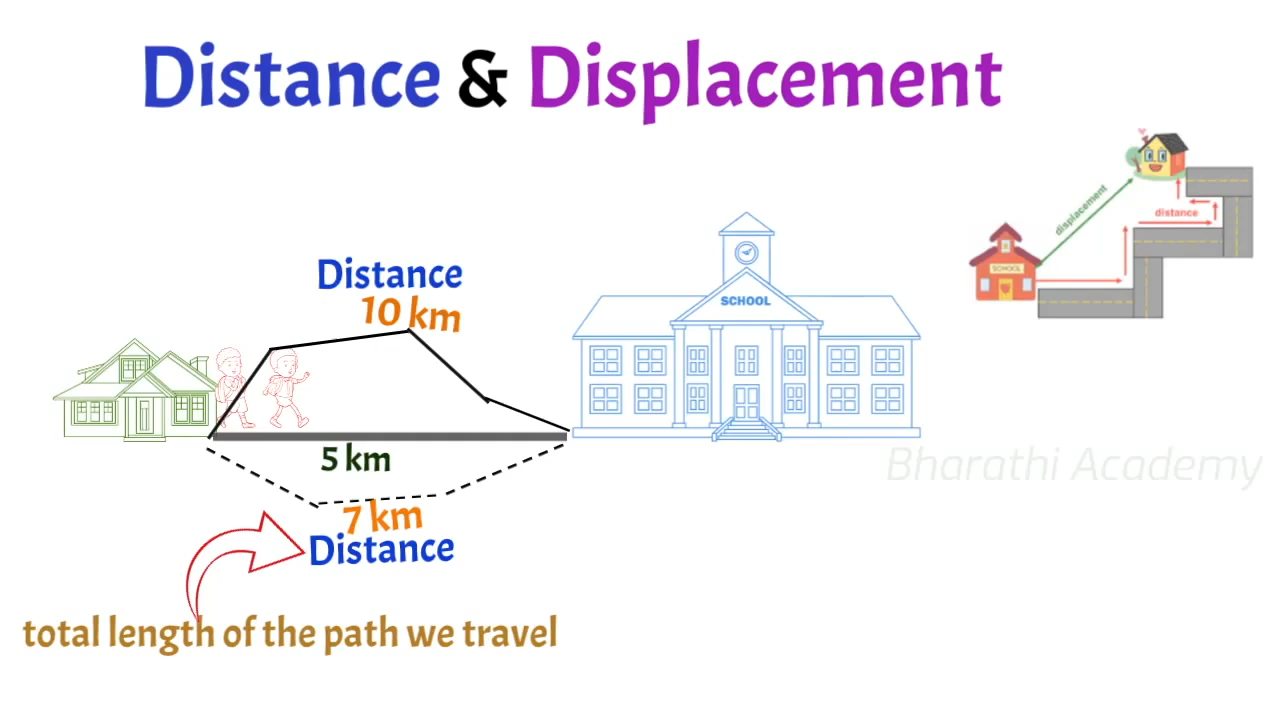 Distance & Displacement
displacement
distance
SCHOOL
Distance
10 km
SCHOOL
5 km
Bharathi Academy
7 km
Distance
total length of the path we travel